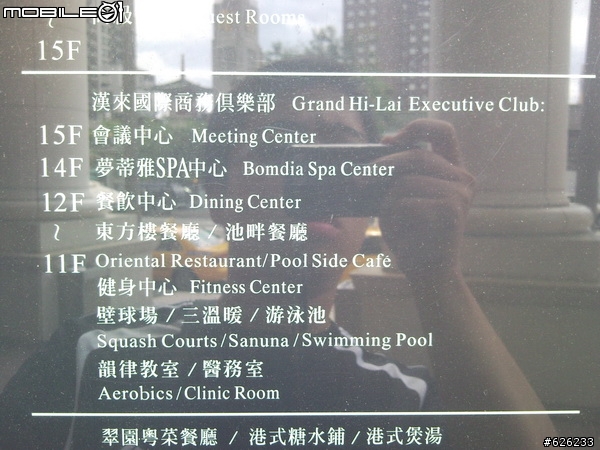 MOBILE01
Guest Rooms
~
15F
漢來國際商務俱樂部 Grand Hi-Lai Executive Club:
15F 會議中心 Meeting Center
14F 夢蒂雅SPA中心 Bomdia Spa Center
12F 餐飲中心 Dining Center
~ 東方樓餐廳 / 池畔餐廳
11F Oriental Restaurant/Pool Side Café
健身中心 Fitness Center
壁球場 / 三溫暖 / 游泳池
Squash Courts/Sanuna/Swimming Pool
韻律教室 / 醫務室
Aerobics/Clinic Room
翠園粵菜餐廳 / 港式糖水鋪 / 港式煲湯
#626233